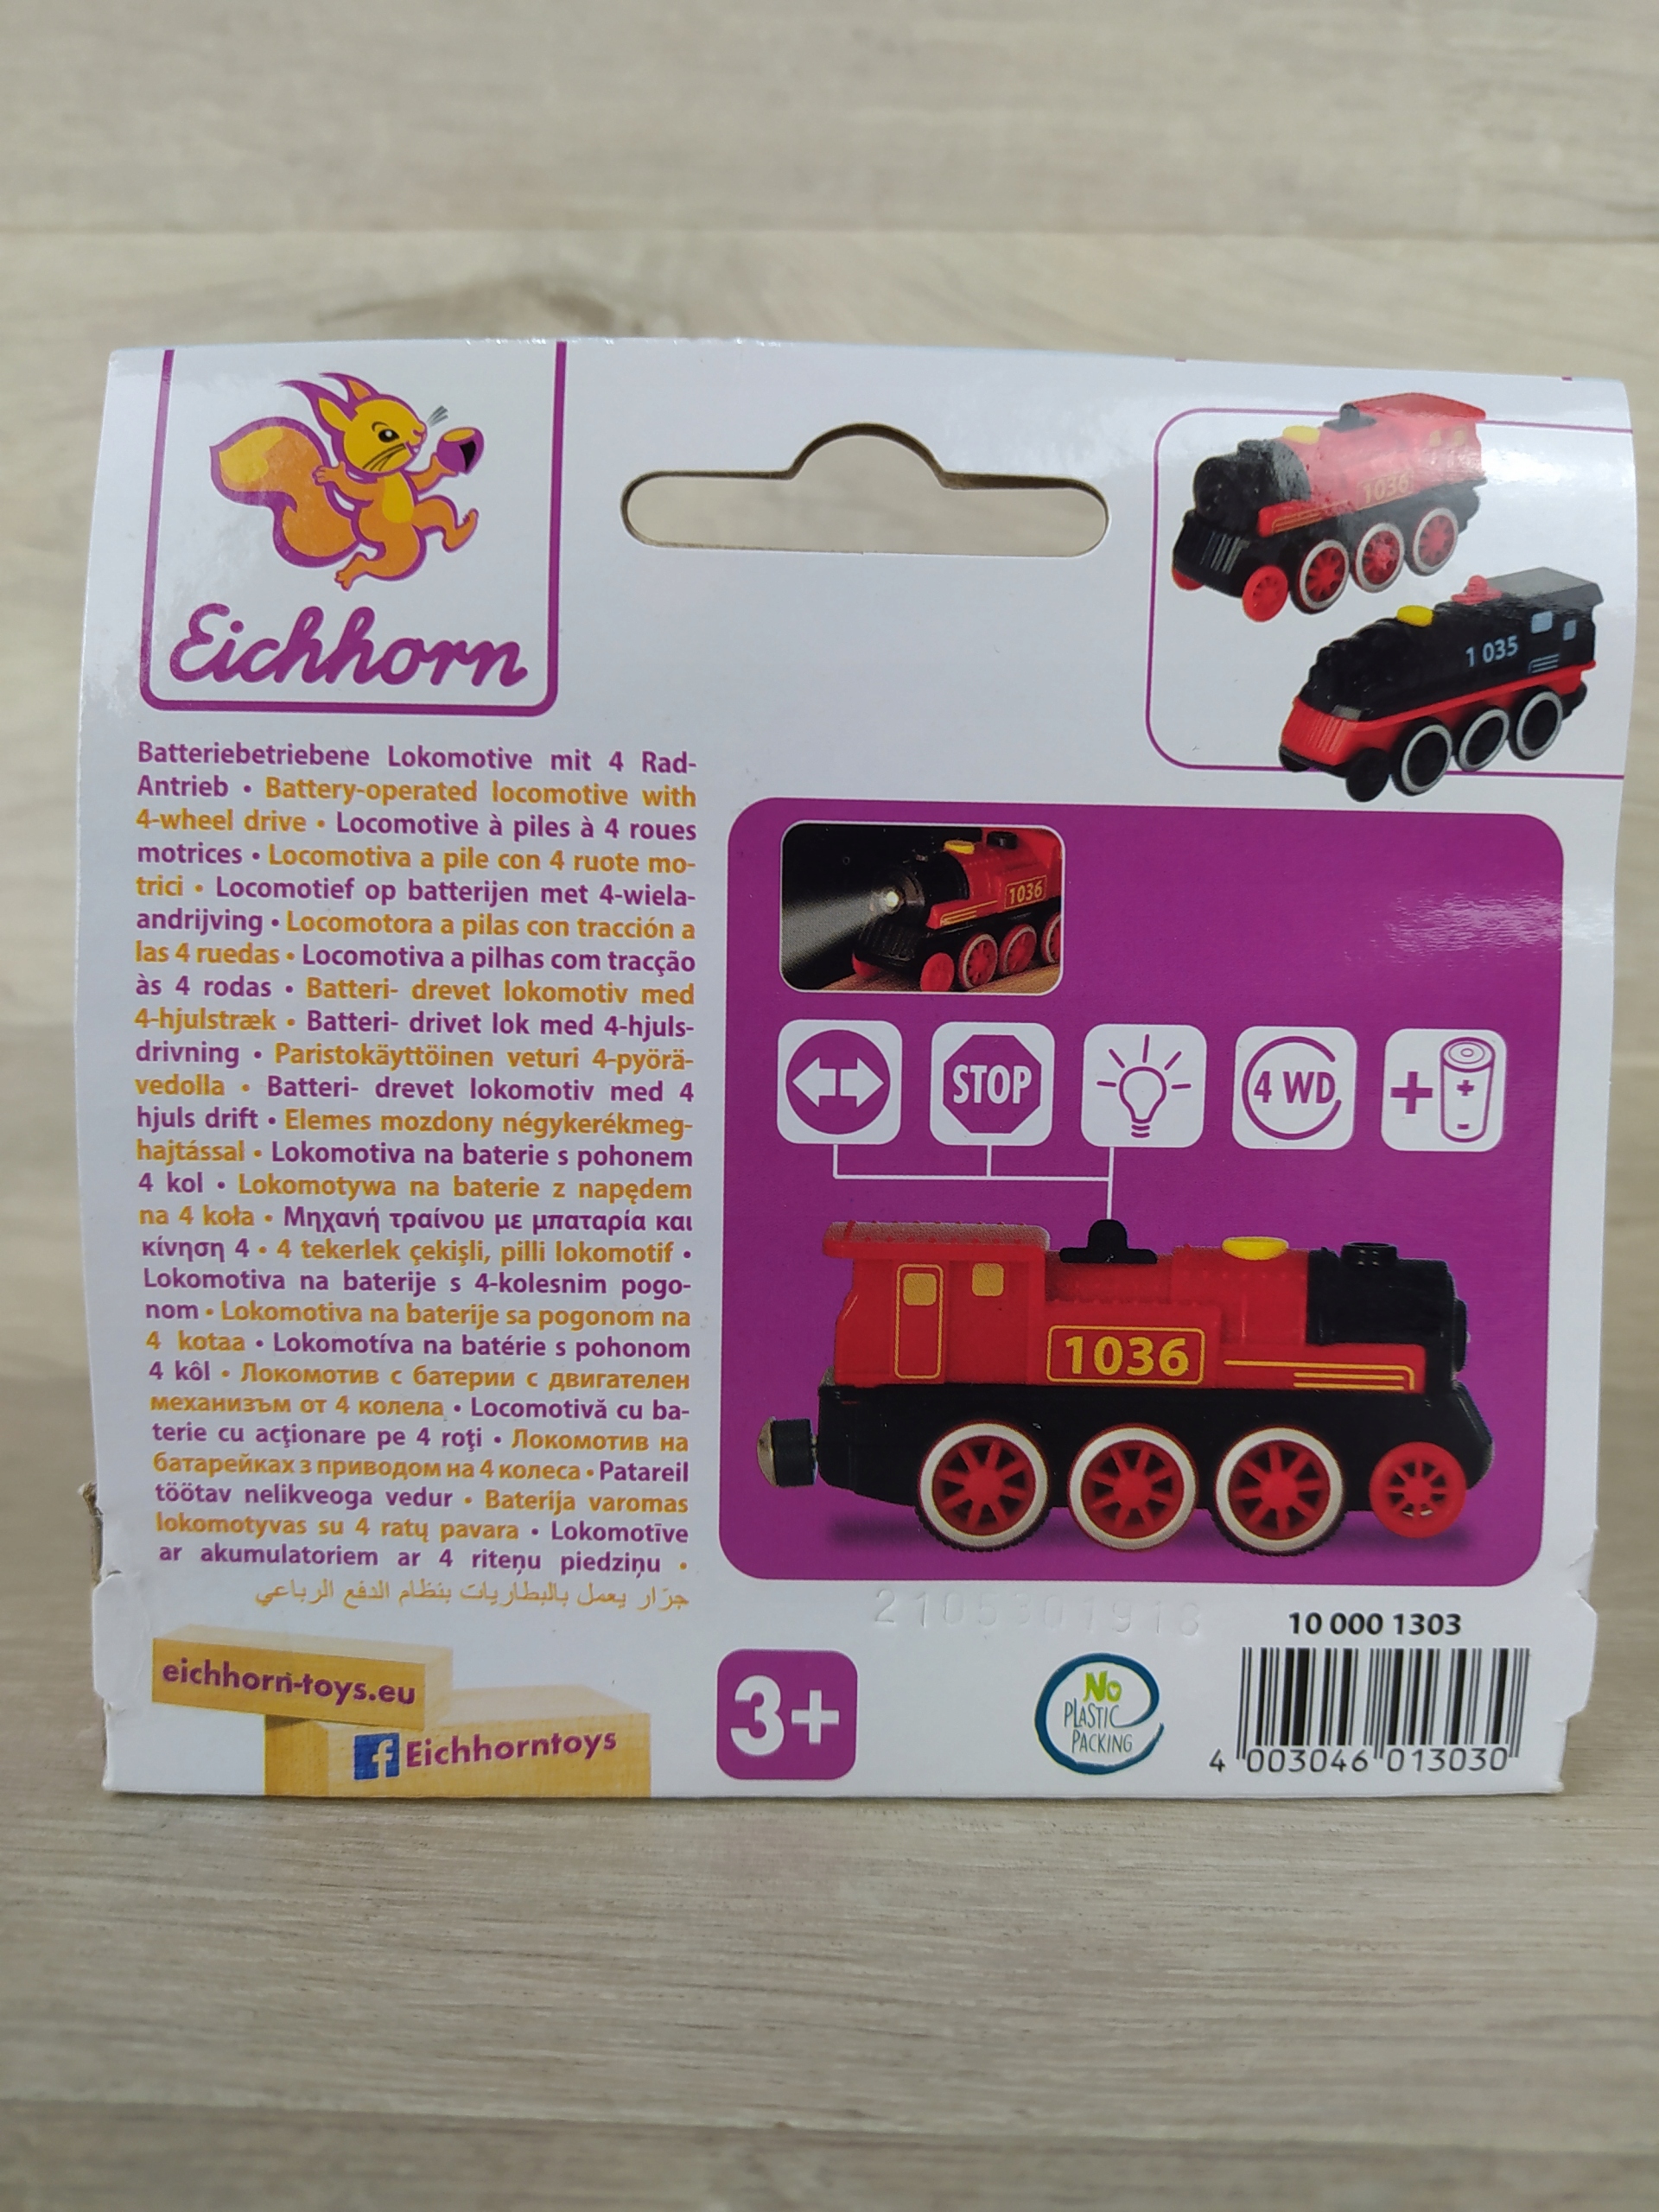 Eichhorn
1036
1 035
Batteriebetriebene Lokomotive mit 4 Rad-
Antrieb • Battery-operated locomotive with
4-wheel drive • Locomotive à piles à 4 roues
motrices • Locomotiva a pile con 4 ruote mo-
trici • Locomotief op batterijen met 4-wiela-
andrijving • Locomotora a pilas con tracción a
las 4 ruedas • Locomotiva a pilhas com tracção
às 4 rodas • Batteri- drevet lokomotiv med
4-hjulstræk • Batteri- drivet lok med 4-hjuls-
drivning • Paristokäyttöinen veturi 4-pyörä-
vedolla • Batteri- drevet lokomotiv med 4
hjuls drift • Elemes mozdony négykerékmeg-
hajtással • Lokomotiva na baterie s pohonem
4 kol • Lokomotywa na baterie z napędem
na 4 koła • Μηχανή τραίνου με μπαταρία και
κίνηση 4 • 4 tekerlek çekişli, pilli lokomotif •
Lokomotiva na baterije s 4-kolesnim pogo-
nom • Lokomotiva na baterije sa pogonom na
4 kotaa • Lokomotíva na batérie s pohonom
4 kôl • Локомотив с батерии с двигателен
механизъм от 4 колела • Locomotivă cu ba-
terie cu acţionare pe 4 roţi • Локомотив на
батарейках з приводом на 4 колеса • Patareil
töötav nelikveoga vedur • Baterija varomas
lokomotyvas su 4 ratų pavara • Lokomotīve
ar akumulatoriem ar 4 riteņu piedziņu •
جرّار يعمل بالبطاريات بنظام الدفع الرباعي
1036
STOP
4 WD
+
+
-
1036
2105301918
10 000 1303
eichhorn-toys.eu
f Eichhorntoys
3+
No
PLASTIC
PACKING
4 003046 013030